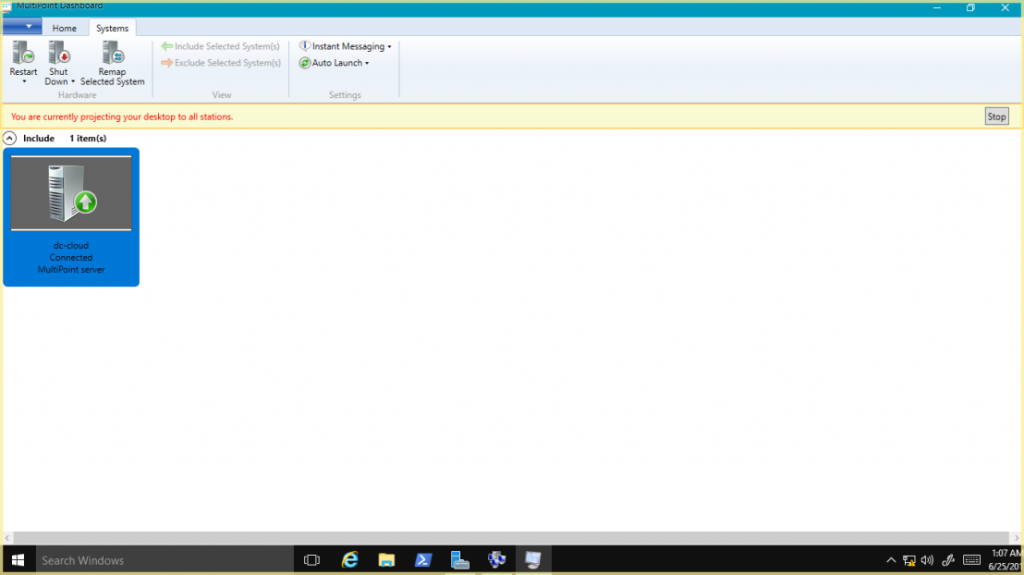 MultiPoint Dashboard
Home Systems
Restart
Shut Down
Remap Selected System
Hardware
Include Selected System(s)
Exclude Selected System(s)
View
Instant Messaging
Auto Launch
Settings
You are currently projecting your desktop to all stations.
Stop
Include 1 item(s)
dc-cloud
Connected
MultiPoint server
Search Windows
1:07 AM
6/25/201